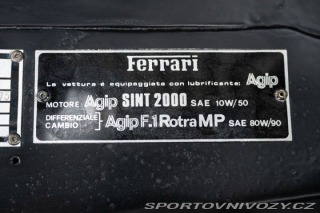 Ferrari
La vettura è equipaggiata con lubrificante: Agip
MOTORE: Agip SINT 2000 SAE 10W/50
DIFFERENZIALE
CAMBIO } Agip F.1 Rotra MP SAE 80W/90
SPORTOVNIVOZY.CZ